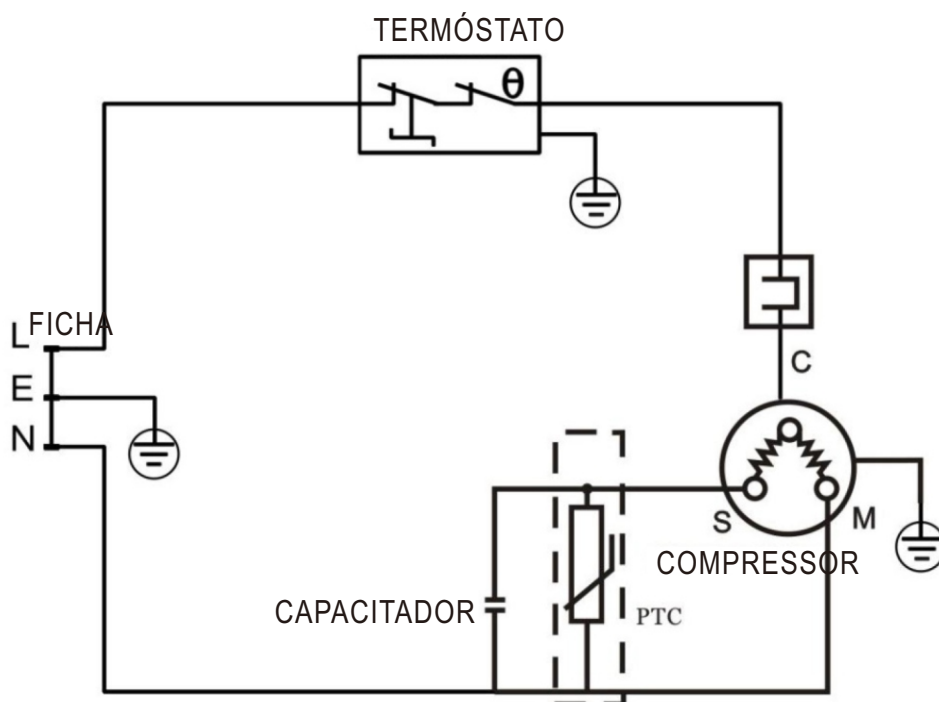 TERMÓSTATO
θ
FICHA
L
E
N
C
S
M
COMPRESSOR
CAPACITADOR
PTC